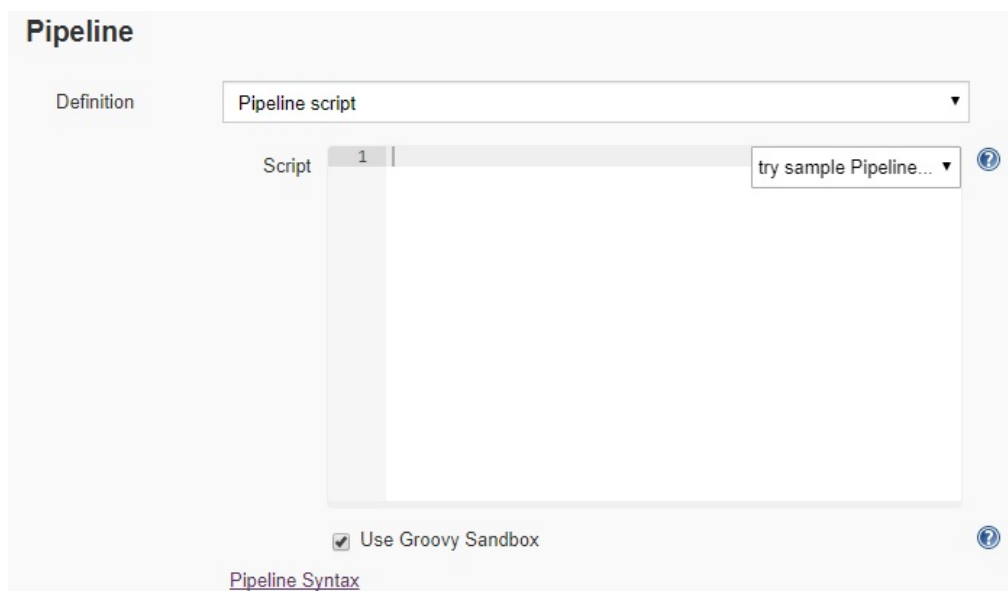 Pipeline
Definition
Pipeline script
Script
1
try sample Pipeline...
Use Groovy Sandbox
Pipeline Syntax